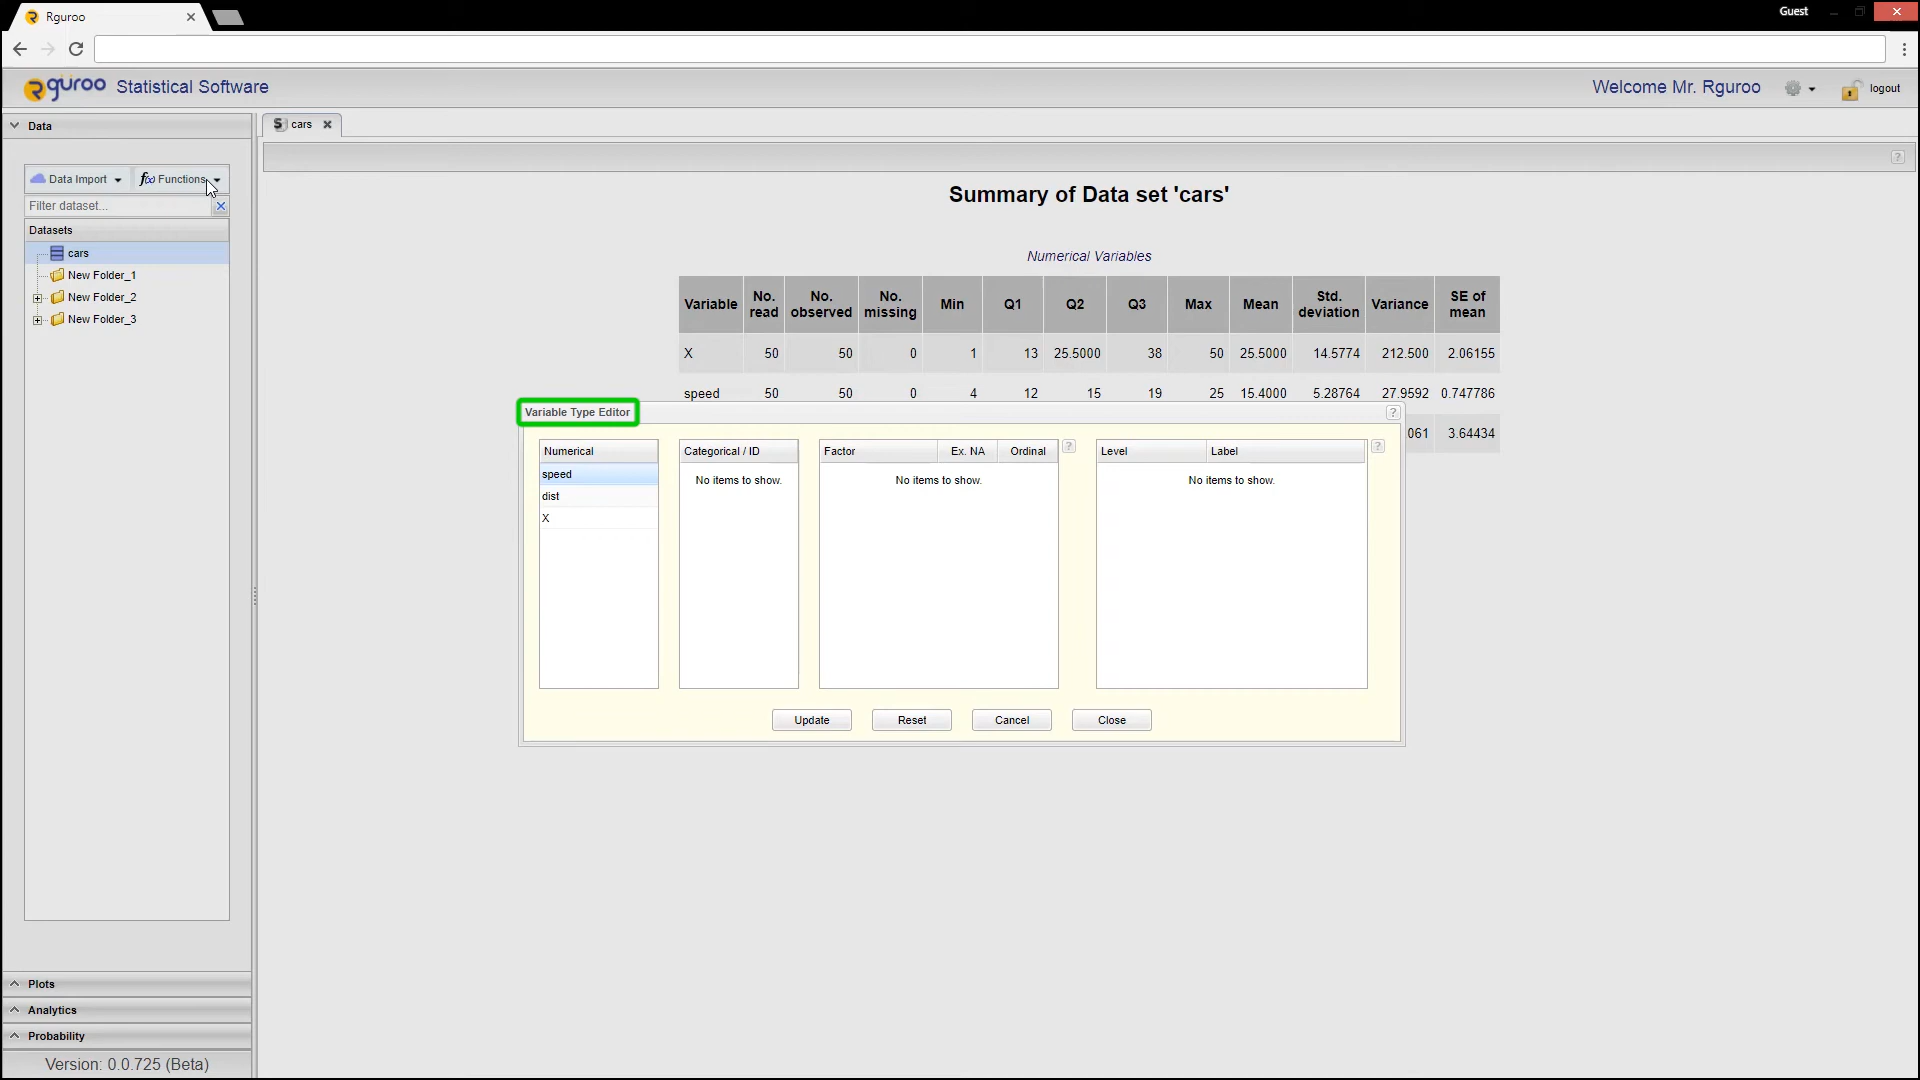 Rguroo
Guest
Rguroo Statistical Software
Welcome Mr. Rguroo
logout
Data
S cars
Data Import
f(x) Functions
Filter dataset...
Datasets
cars
New Folder_1
New Folder_2
New Folder_3
Summary of Data set 'cars'
Numerical Variables
Variable No. read No. observed No. missing Min Q1 Q2 Q3 Max Mean Std. deviation Variance SE of mean
X 50 50 0 1 13 25.5000 38 50 25.5000 14.5774 212.500 2.06155
speed 50 50 0 4 12 15 19 25 15.4000 5.28764 27.9592 0.747786
061 3.64434
Variable Type Editor
?
Numerical
speed
dist
X
Categorical / ID
No items to show.
Factor Ex. NA Ordinal
No items to show.
?
Level Label
No items to show.
?
Update Reset Cancel Close
Plots
Analytics
Probability
Version: 0.0.725 (Beta)